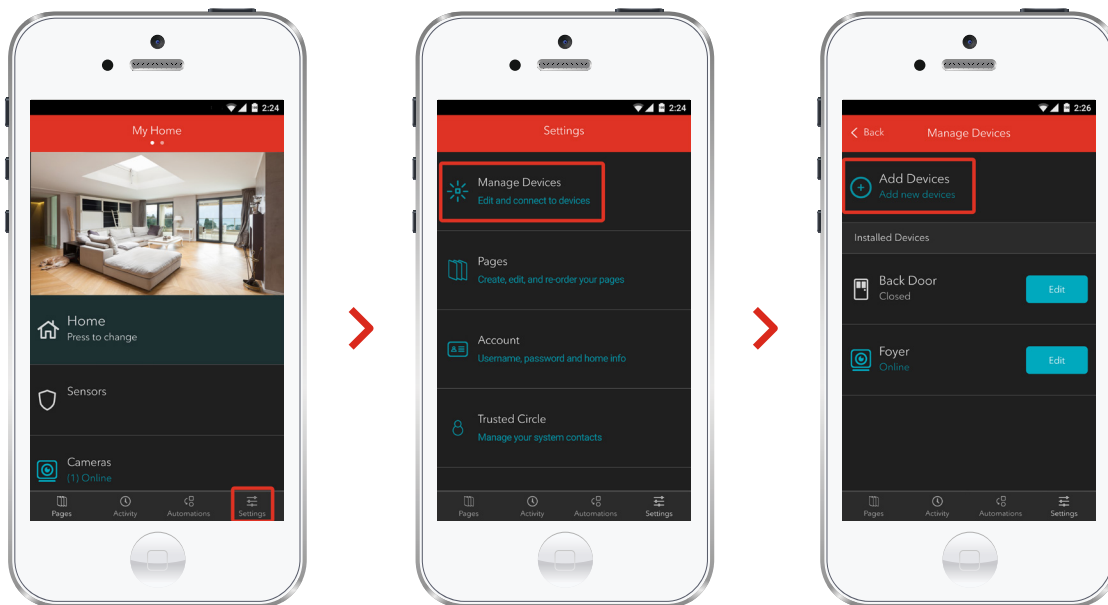 2:24
My Home
Home
Press to change
Sensors
Cameras
(1) Online
Pages
Activity
Automations
Settings
2:24
Settings
Manage Devices
Edit and connect to devices
Pages
Create, edit, and re-order your pages
Account
Username, password and home info
Trusted Circle
Manage your system contacts
Pages
Activity
Automations
Settings
2:26
Back
Manage Devices
Add Devices
Add new devices
Installed Devices
Back Door
Closed
Edit
Foyer
Online
Edit
Pages
Activity
Automations
Settings